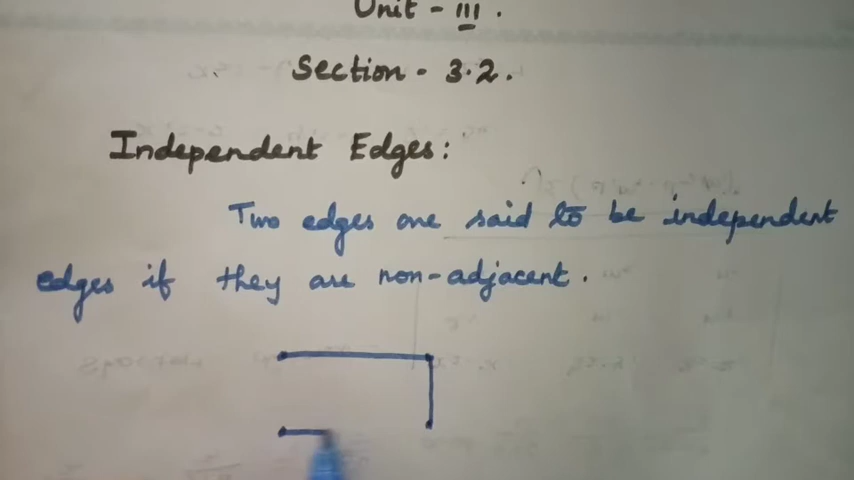 Unit - III.
Section - 3.2.
Independent Edges:
Two edges are said to be independent
edges if they are non-adjacent.